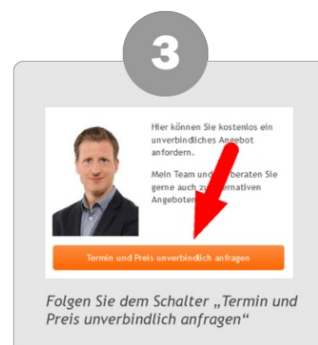 3
Hier können Sie kostenlos ein
unverbindliches Angebot
anfordern.
Mein Team und beraten Sie
gerne auch zu
Angeboten
Termin und Preis unverbindlich anfragen
Folgen Sie dem Schalter „Termin und
Preis unverbindlich anfragen“